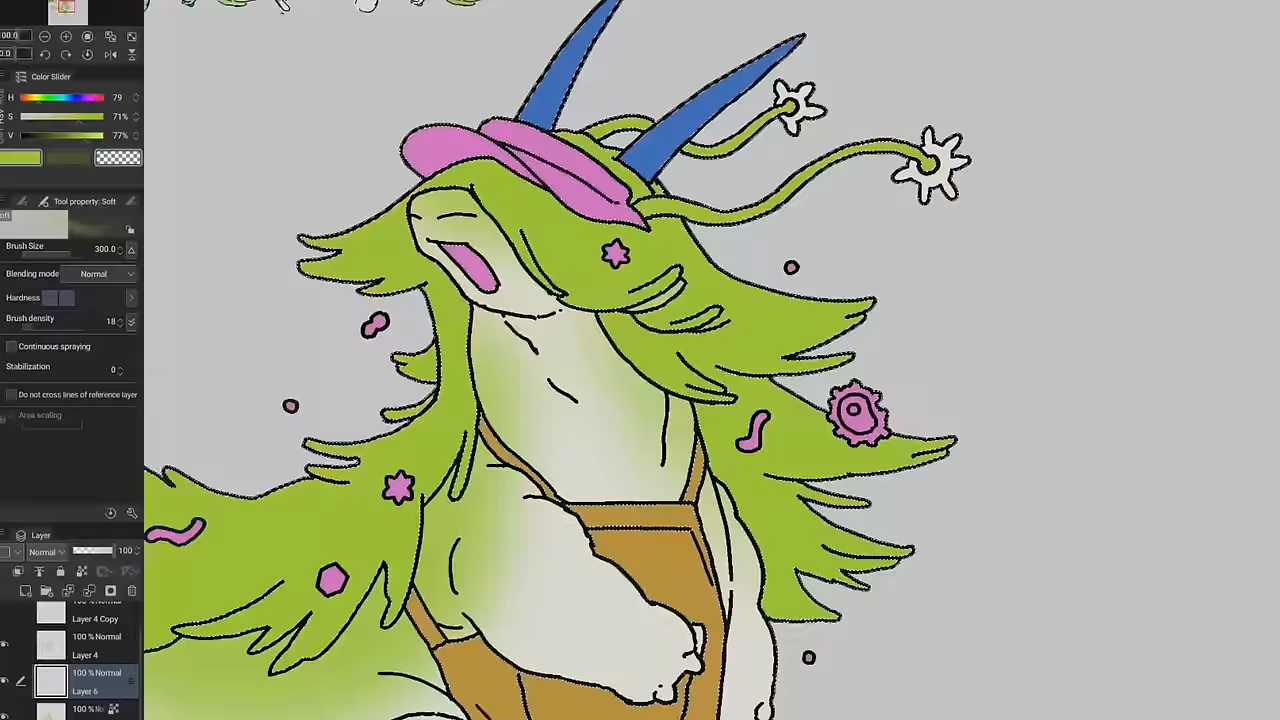 00.0
0.0
Color Slider
H 79
S 71%
V 77%
Tool property: Soft
oft
Brush Size 300.0
Blending mode Normal
Hardness
Brush density 18
Continuous spraying
Stabilization 0
Do not cross lines of reference layer
Area scaling
Layer
Normal 100
100 % Normal
Layer 4 Copy
100 % Normal
Layer 4
100 % Normal
Layer 6
100 %